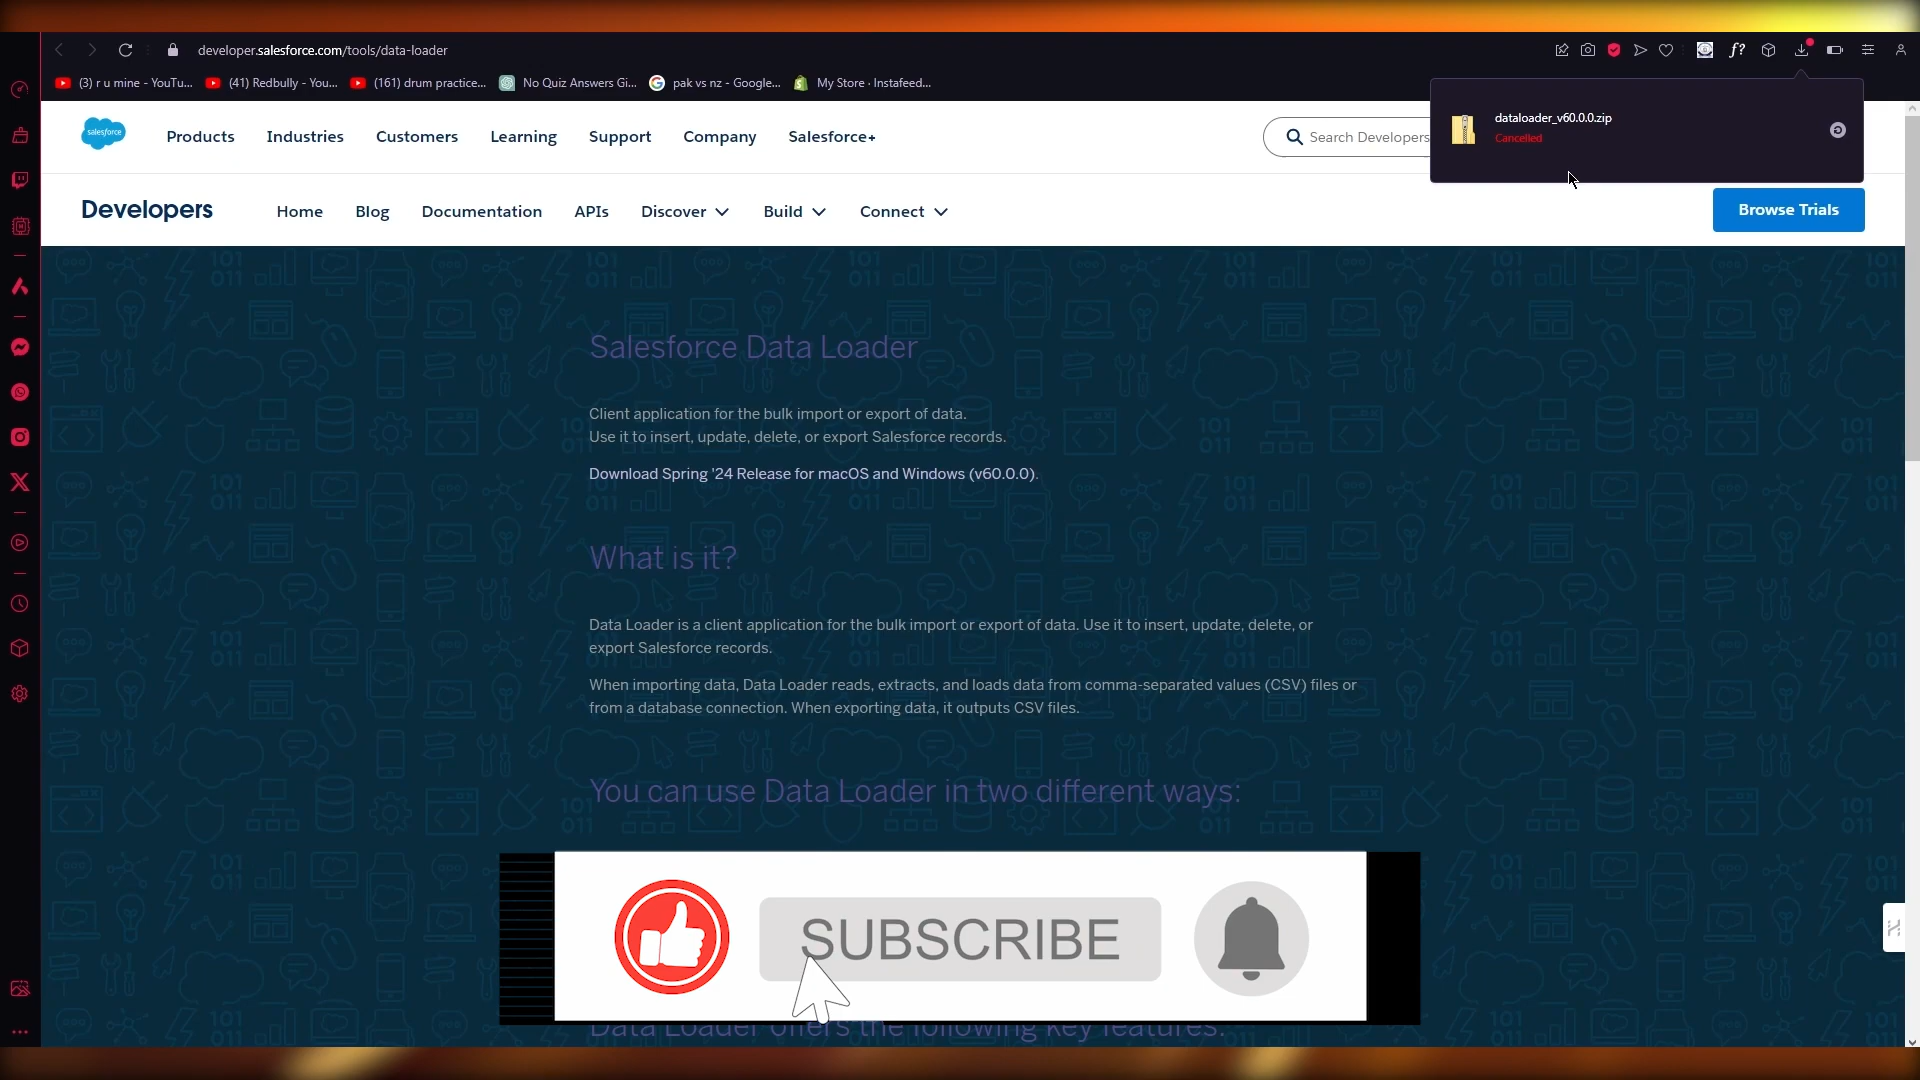 developer.salesforce.com/tools/data-loader
(3) r u mine - YouTu...
(41) Redbully - You...
(161) drum practice...
No Quiz Answers Gi...
pak vs nz - Google...
My Store · Instafeed...
dataloader_v60.0.0.zip
Cancelled
salesforce
Products
Industries
Customers
Learning
Support
Company
Salesforce+
Search Developers
Developers
Home
Blog
Documentation
APIs
Discover
Build
Connect
Browse Trials
Salesforce Data Loader
Client application for the bulk import or export of data.
Use it to insert, update, delete, or export Salesforce records.
Download Spring '24 Release for macOS and Windows (v60.0.0).
What is it?
Data Loader is a client application for the bulk import or export of data. Use it to insert, update, delete, or
export Salesforce records.
When importing data, Data Loader reads, extracts, and loads data from comma-separated values (CSV) files or
from a database connection. When exporting data, it outputs CSV files.
You can use Data Loader in two different ways:
SUBSCRIBE
Data Loader offers the following key features: